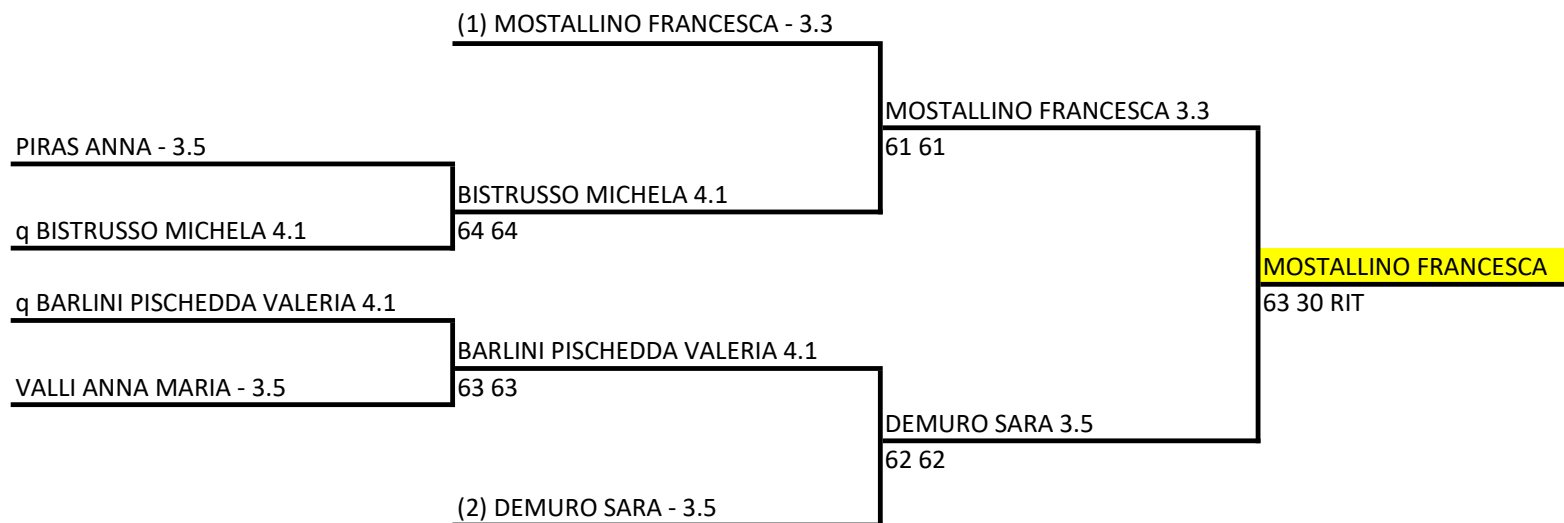 (1) MOSTALLINO FRANCESCA - 3.3
MOSTALLINO FRANCESCA 3.3
PIRAS ANNA - 3.5
61 61
BISTRUSSO MICHELA 4.1
q BISTRUSSO MICHELA 4.1
64 64
MOSTALLINO FRANCESCA
q BARLINI PISCHEDDA VALERIA 4.1
63 30 RIT
BARLINI PISCHEDDA VALERIA 4.1
VALLI ANNA MARIA - 3.5
63 63
DEMURO SARA 3.5
62 62
(2) DEMURO SARA - 3.5